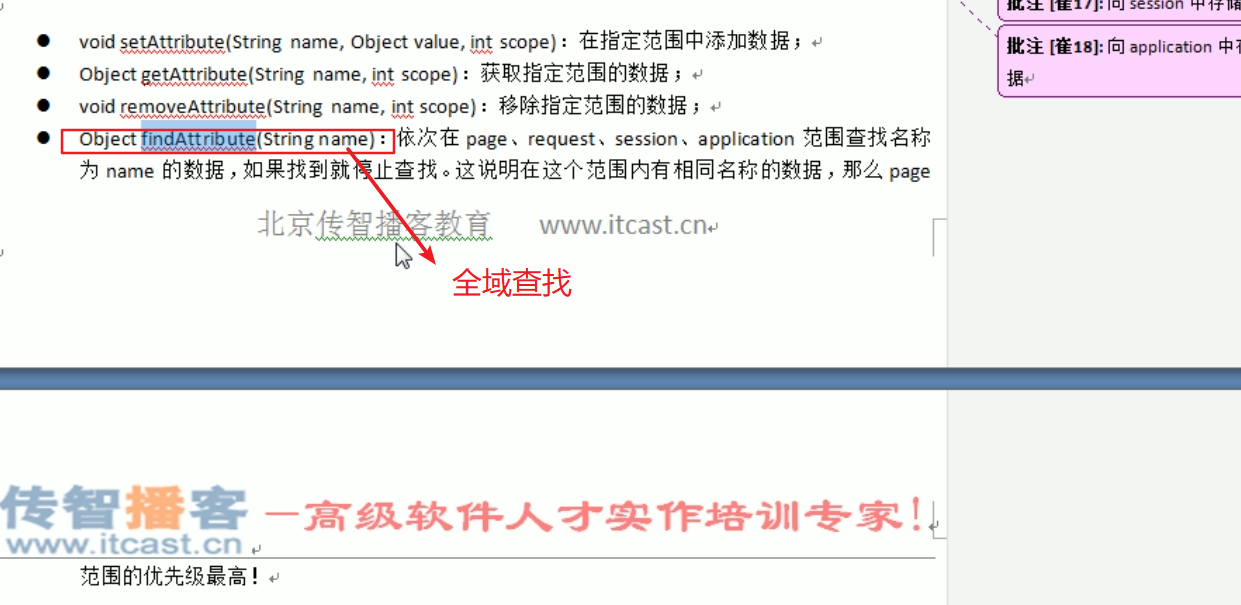 ● void setAttribute(String name, Object value, int scope)：在指定范围中添加数据；
● Object getAttribute(String name, int scope)：获取指定范围的数据；
● void removeAttribute(String name, int scope)：移除指定范围的数据；
● Object findAttribute(String name)：依次在 page、request、session、application 范围查找名称
为 name 的数据，如果找到就停止查找。这说明在这个范围内有相同名称的数据，那么 page
北京传智播客教育 www.itcast.cn
全域查找
批注 [崔17]: 向 session 中存储
批注 [崔18]: 向 application 中
据
传智播客 —高级软件人才实作培训专家!
www.itcast.cn
范围的优先级最高！